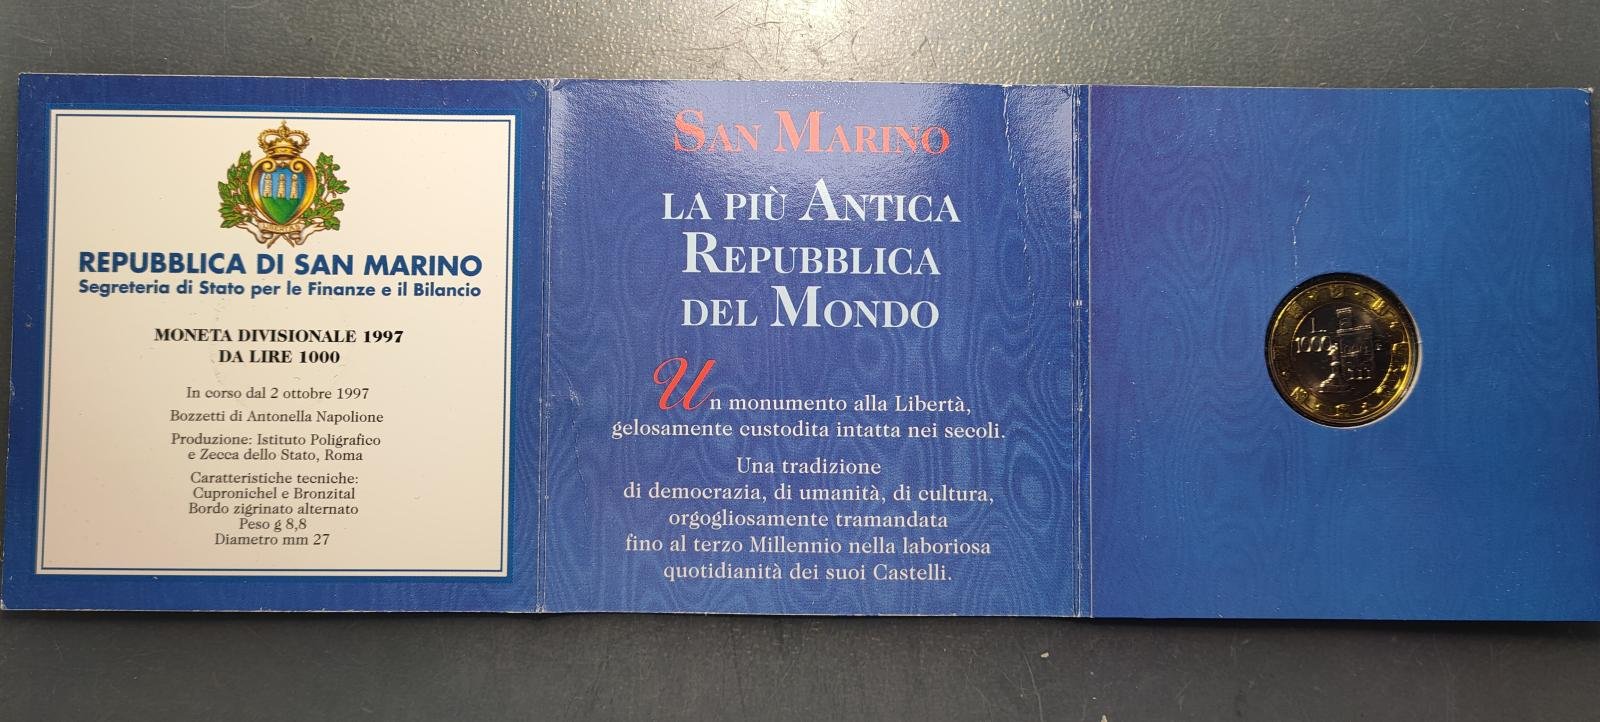 LIBERTAS
REPUBBLICA DI SAN MARINO
Segreteria di Stato per le Finanze e il Bilancio
MONETA DIVISIONALE 1997
DA LIRE 1000
In corso dal 2 ottobre 1997
Bozzetti di Antonella Napolione
Produzione: Istituto Poligrafico
e Zecca dello Stato, Roma
Caratteristiche tecniche:
Cupronichel e Bronzital
Bordo zigrinato alternato
Peso g 8,8
Diametro mm 27
SAN MARINO
LA PIÙ ANTICA
REPUBBLICA
DEL MONDO
Un monumento alla Libertà,
gelosamente custodita intatta nei secoli.
Una tradizione
di democrazia, di umanità, di cultura,
orgogliosamente tramandata
fino al terzo Millennio nella laboriosa
quotidianità dei suoi Castelli.
L.
1000